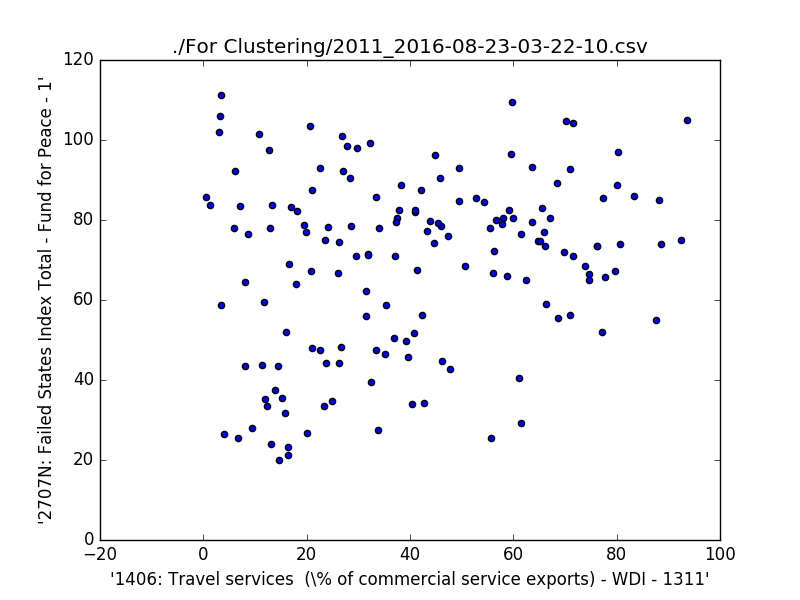 ./For Clustering/2011_2016-08-23-03-22-10.csv
120
100
80
60
40
20
0
'2707N: Failed States Index Total - Fund for Peace - 1'
−20 0 20 40 60 80 100
'1406: Travel services  (\% of commercial service exports) - WDI - 1311'